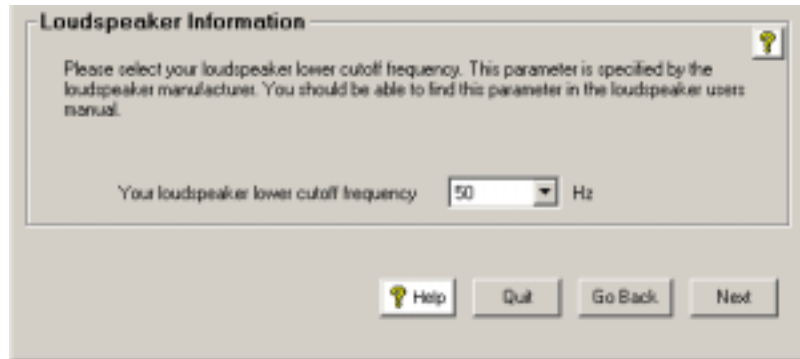 Loudspeaker Information
?
Please select your loudspeaker lower cutoff frequency. This parameter is specified by the
loudspeaker manufacturer. You should be able to find this parameter in the loudspeaker users
manual.
Your loudspeaker lower cutoff frequency 50 Hz
? Help Quit Go Back Next